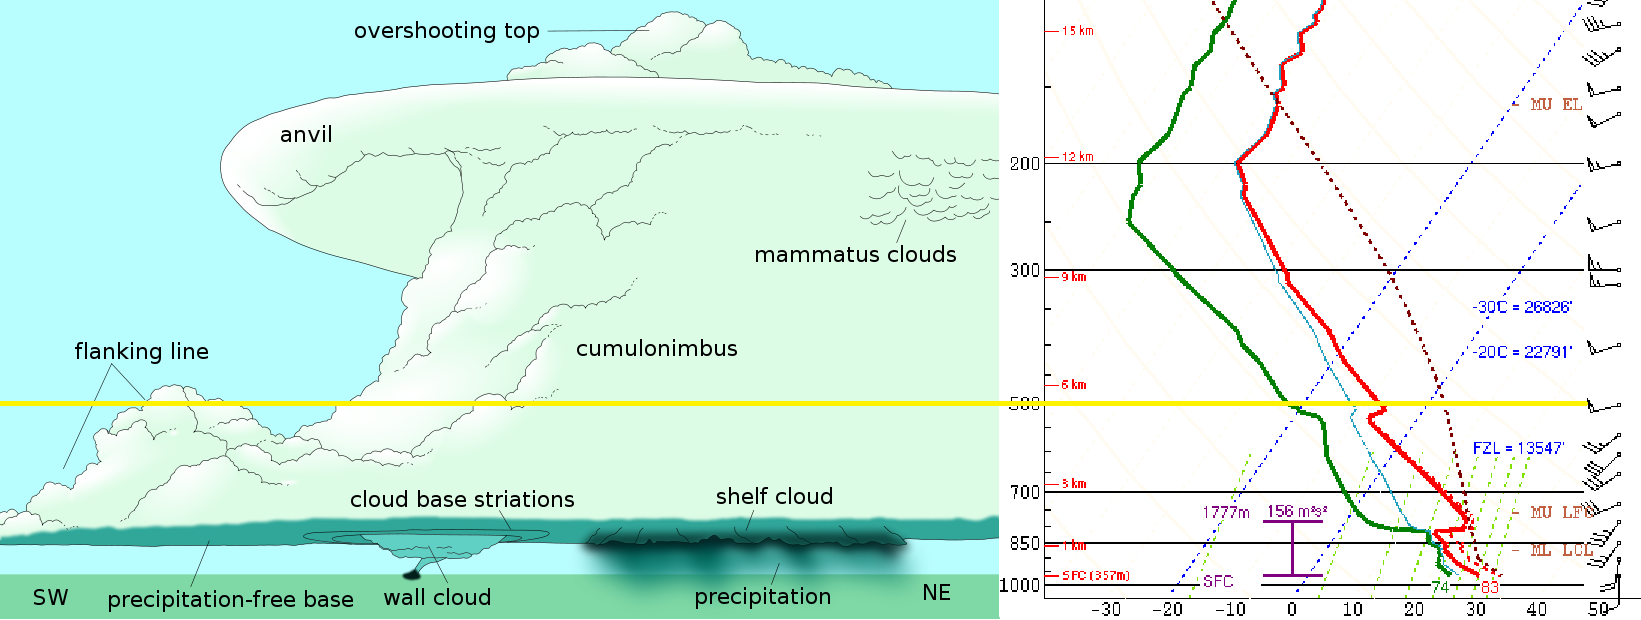 overshooting top
anvil
mammatus clouds
flanking line
cumulonimbus
cloud base striations
shelf cloud
SW
precipitation-free base
wall cloud
precipitation
NE
15 km
- MU EL
200
12 km
300
9 km
-30C = 26826'
-20C = 22791'
6 km
500
FZL = 13547'
3 km
700
1777m
156 m²s²
- MU LFC
850
1 km
- ML LCL
SFC (357m)
SFC
1000
74
83
-30 -20 -10 0 10 20 30 40 50